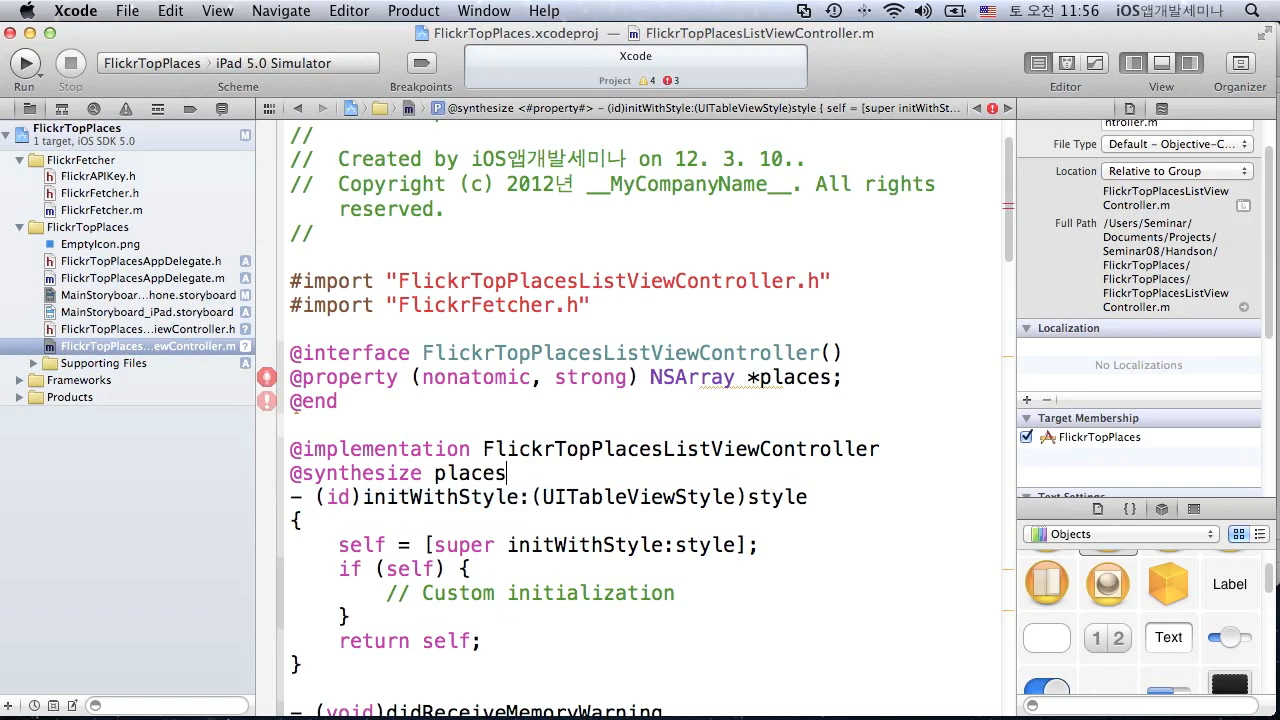 Xcode File Edit View Navigate Editor Product Window Help 토 오전 11:56 iOS앱개발세미나
FlickrTopPlaces.xcodeproj — FlickrTopPlacesListViewController.m
Run Stop
FlickrTopPlaces › iPad 5.0 Simulator
Scheme Breakpoints
Xcode
Project 4 3
Editor View Organizer
@synthesize <#property#> - (id)initWithStyle:(UITableViewStyle)style { self = [super initWithSt...
FlickrTopPlaces M
1 target, iOS SDK 5.0
FlickrFetcher
FlickrAPIKey.h
FlickrFetcher.h
FlickrFetcher.m
FlickrTopPlaces
EmptyIcon.png
FlickrTopPlacesAppDelegate.h A
FlickrTopPlacesAppDelegate.m A
MainStoryboar...hone.storyboard M
MainStoryboard_iPad.storyboard A
FlickrTopPlaces...iewController.h ?
FlickrTopPlaces...ewController.m ?
Supporting Files A
Frameworks
Products
//
// Created by iOS앱개발세미나 on 12. 3. 10..
// Copyright (c) 2012년 __MyCompanyName__. All rights
reserved.
//
#import "FlickrTopPlacesListViewController.h"
#import "FlickrFetcher.h"
@interface FlickrTopPlacesListViewController()
@property (nonatomic, strong) NSArray *places;
@end
@implementation FlickrTopPlacesListViewController
@synthesize places
- (id)initWithStyle:(UITableViewStyle)style
{
self = [super initWithStyle:style];
if (self) {
// Custom initialization
}
return self;
}
- (void)didReceiveMemoryWarning
ntroller.m
File Type Default - Objective-C...
Location Relative to Group
FlickrTopPlacesListView
Controller.m
Full Path /Users/Seminar/
Documents/Projects/
Seminar08/Handson/
FlickrTopPlaces/
FlickrTopPlaces/
FlickrTopPlacesListView
Controller.m
Localization
No Localizations
Target Membership
FlickrTopPlaces
Text Settings
Objects
Label
1 2 Text